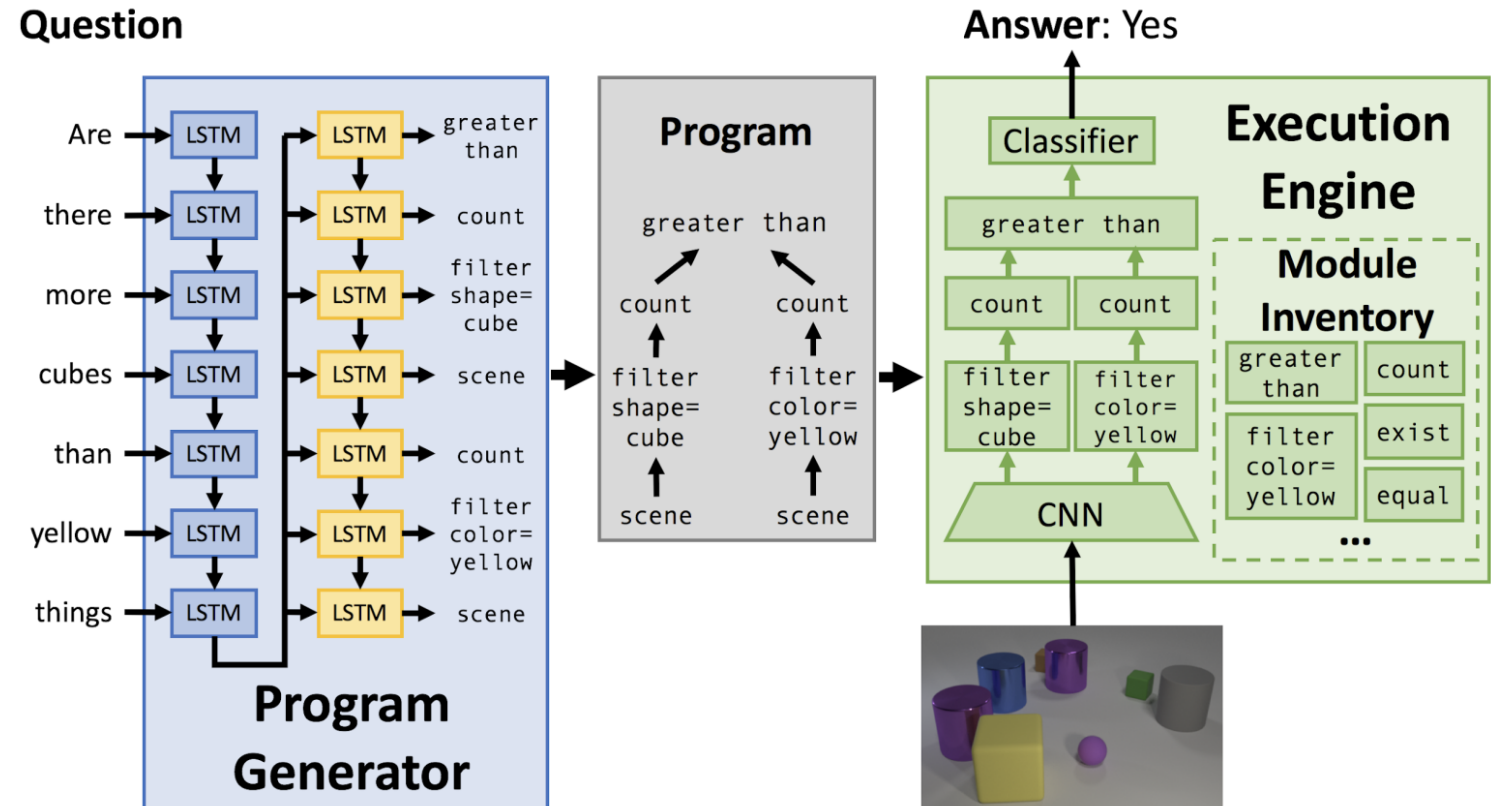 Question
Are
there
more
cubes
than
yellow
things
LSTM
LSTM
LSTM
LSTM
LSTM
LSTM
LSTM
LSTM
LSTM
LSTM
LSTM
LSTM
LSTM
LSTM
greater
than
count
filter
shape=
cube
scene
count
filter
color=
yellow
scene
Program
Generator
Program
greater than
count
count
filter
shape=
cube
filter
color=
yellow
scene
scene
Answer: Yes
Execution
Engine
Classifier
greater than
count
count
filter
shape=
cube
filter
color=
yellow
CNN
Module
Inventory
greater
than
count
filter
color=
yellow
exist
equal
...